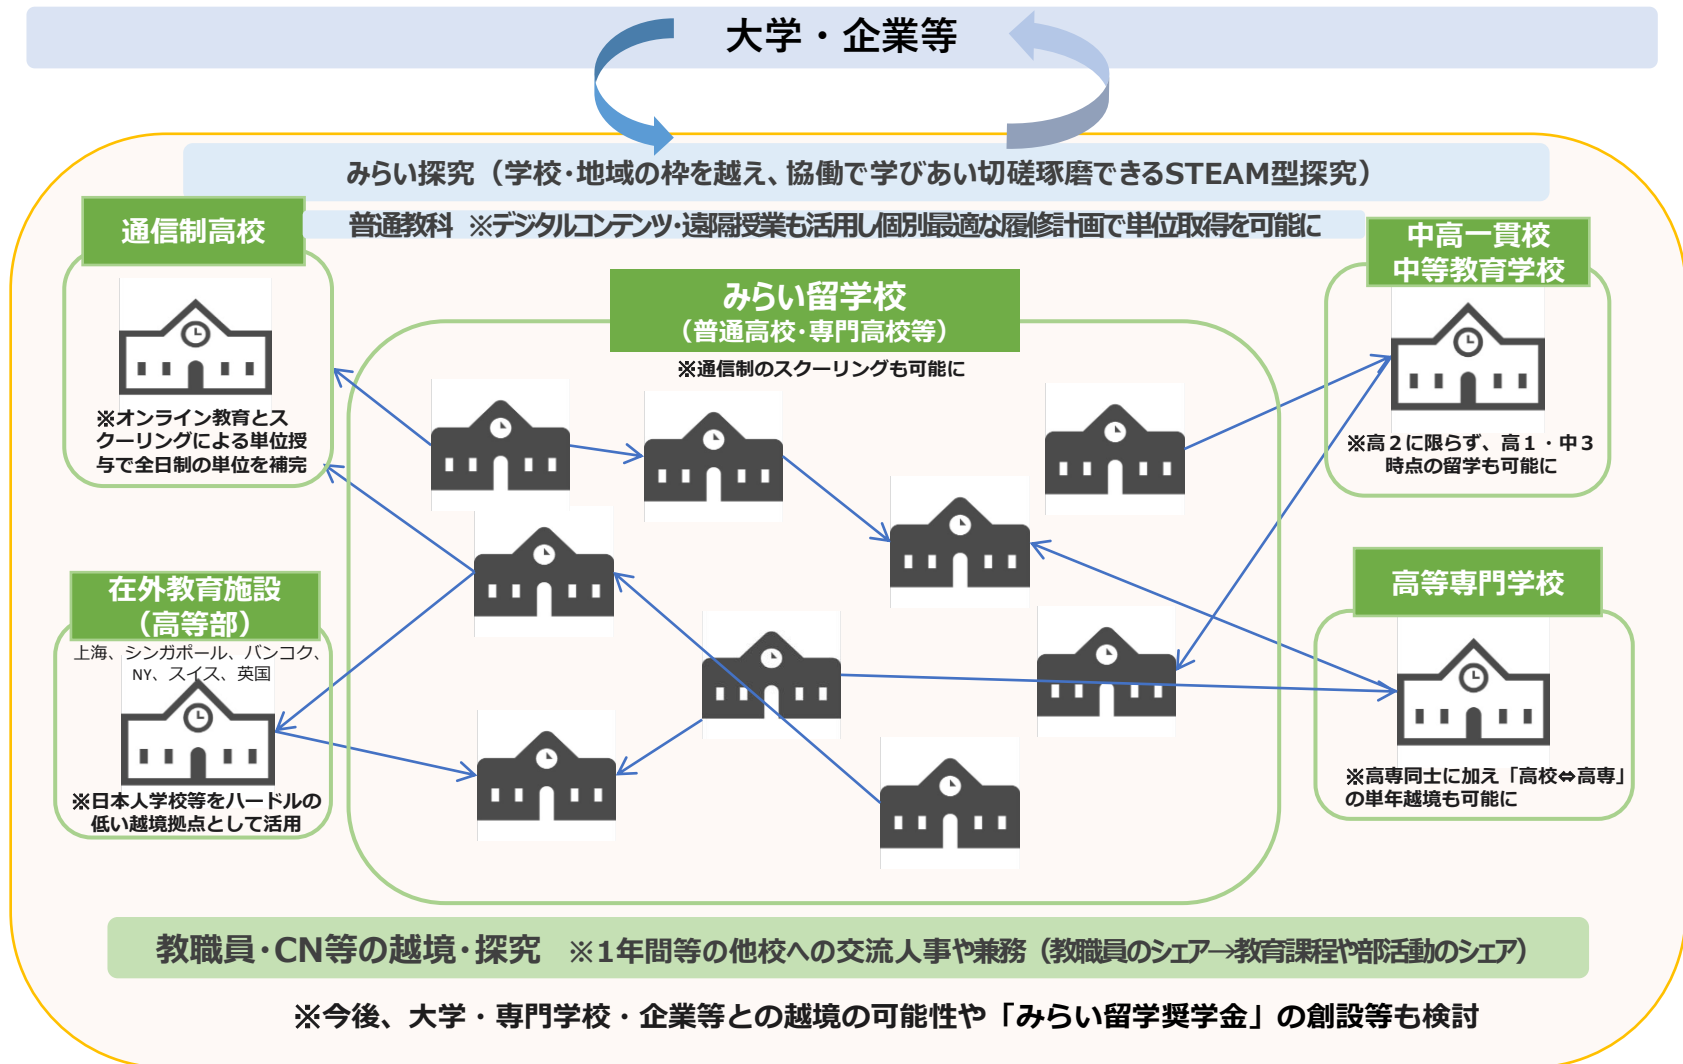 大学・企業等
みらい探究（学校・地域の枠を越え、協働で学びあい切磋琢磨できるSTEAM型探究）
普通教科 ※デジタルコンテンツ・遠隔授業も活用し個別最適な履修計画で単位取得を可能に
通信制高校
※オンライン教育とス
クーリングによる単位授
与で全日制の単位を補完
在外教育施設
（高等部）
上海、シンガポール、バンコク、
NY、スイス、英国
※日本人学校等をハードルの
低い越境拠点として活用
みらい留学校
（普通高校・専門高校等）
※通信制のスクーリングも可能に
中高一貫校
中等教育学校
※高２に限らず、高１・中３
時点の留学も可能に
高等専門学校
※高専同士に加え「高校⇔高専」
の単年越境も可能に
教職員・CN等の越境・探究 ※1年間等の他校への交流人事や兼務（教職員のシェア→教育課程や部活動のシェア）
※今後、大学・専門学校・企業等との越境の可能性や「みらい留学奨学金」の創設等も検討